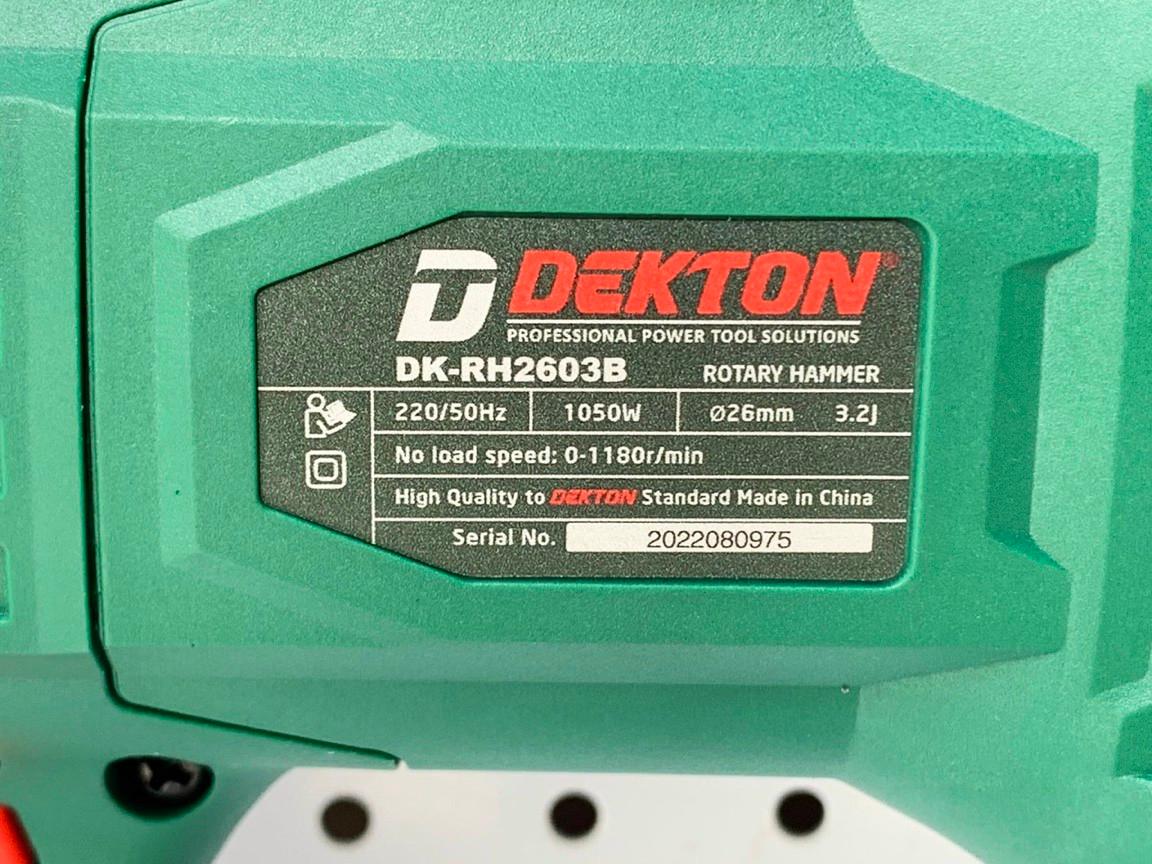 DEKTON®
PROFESSIONAL POWER TOOL SOLUTIONS
DK-RH2603B ROTARY HAMMER
220/50Hz 1050W Ø26mm 3.2J
No load speed: 0-1180r/min
High Quality to DEKTON Standard Made in China
Serial No. 2022080975